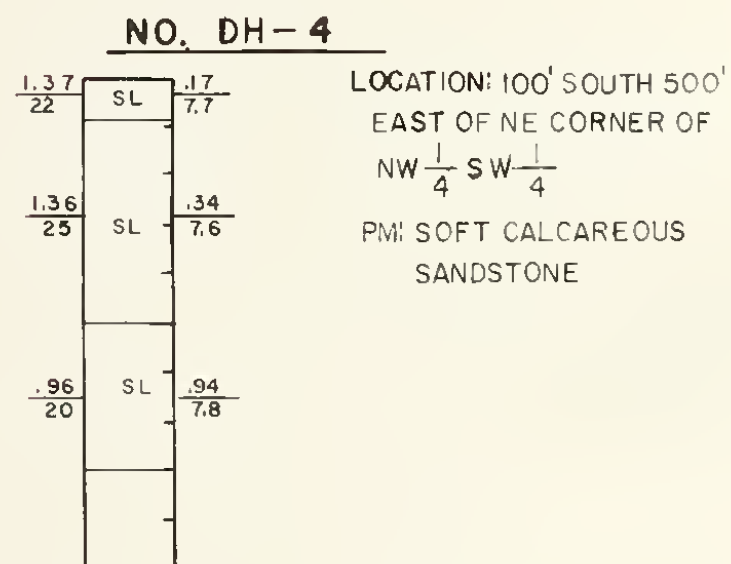 NO. DH-4
1.37 SL .17
22 7.7
LOCATION: 100' SOUTH 500'
EAST OF NE CORNER OF
NW 1/4 SW 1/4
1.36 SL .34
25 7.6
PM: SOFT CALCAREOUS
SANDSTONE
.96 SL .94
20 7.8